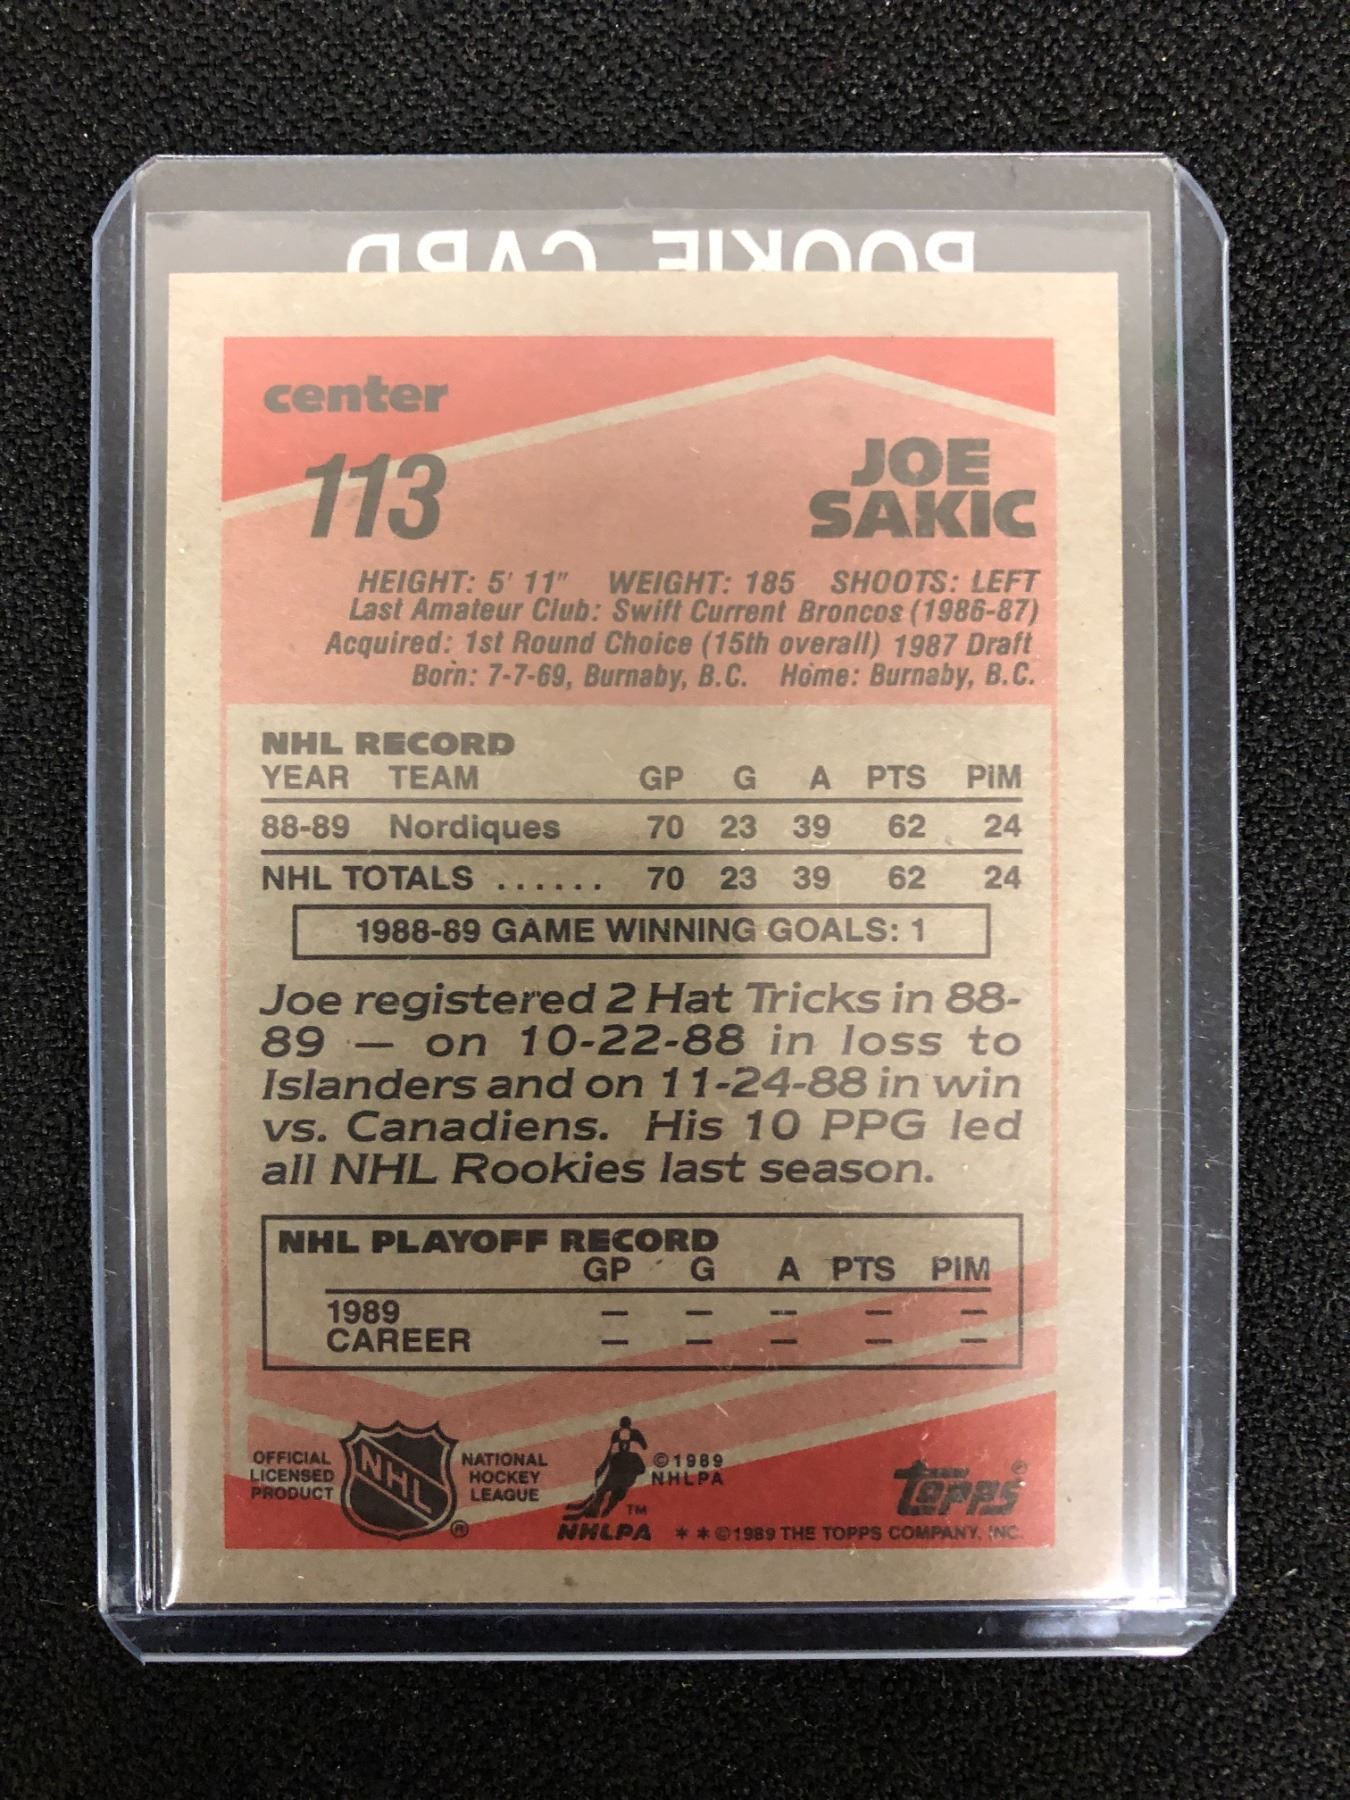 ROOKIE CARD
center
113
JOE
SAKIC
HEIGHT: 5' 11" WEIGHT: 185 SHOOTS: LEFT
Last Amateur Club: Swift Current Broncos (1986-87)
Acquired: 1st Round Choice (15th overall) 1987 Draft
Born: 7-7-69, Burnaby, B.C. Home: Burnaby, B.C.
NHL RECORD
YEAR TEAM GP G A PTS PIM
88-89 Nordiques 70 23 39 62 24
NHL TOTALS ...... 70 23 39 62 24
1988-89 GAME WINNING GOALS: 1
Joe registered 2 Hat Tricks in 88-
89 — on 10-22-88 in loss to
Islanders and on 11-24-88 in win
vs. Canadiens. His 10 PPG led
all NHL Rookies last season.
NHL PLAYOFF RECORD
GP G A PTS PIM
1989 — — — — —
CAREER — — — — —
OFFICIAL
LICENSED
PRODUCT
NHL
®
NATIONAL
HOCKEY
LEAGUE
TM
NHLPA
©1989
NHLPA
topps®
* * ©1989 THE TOPPS COMPANY, INC.